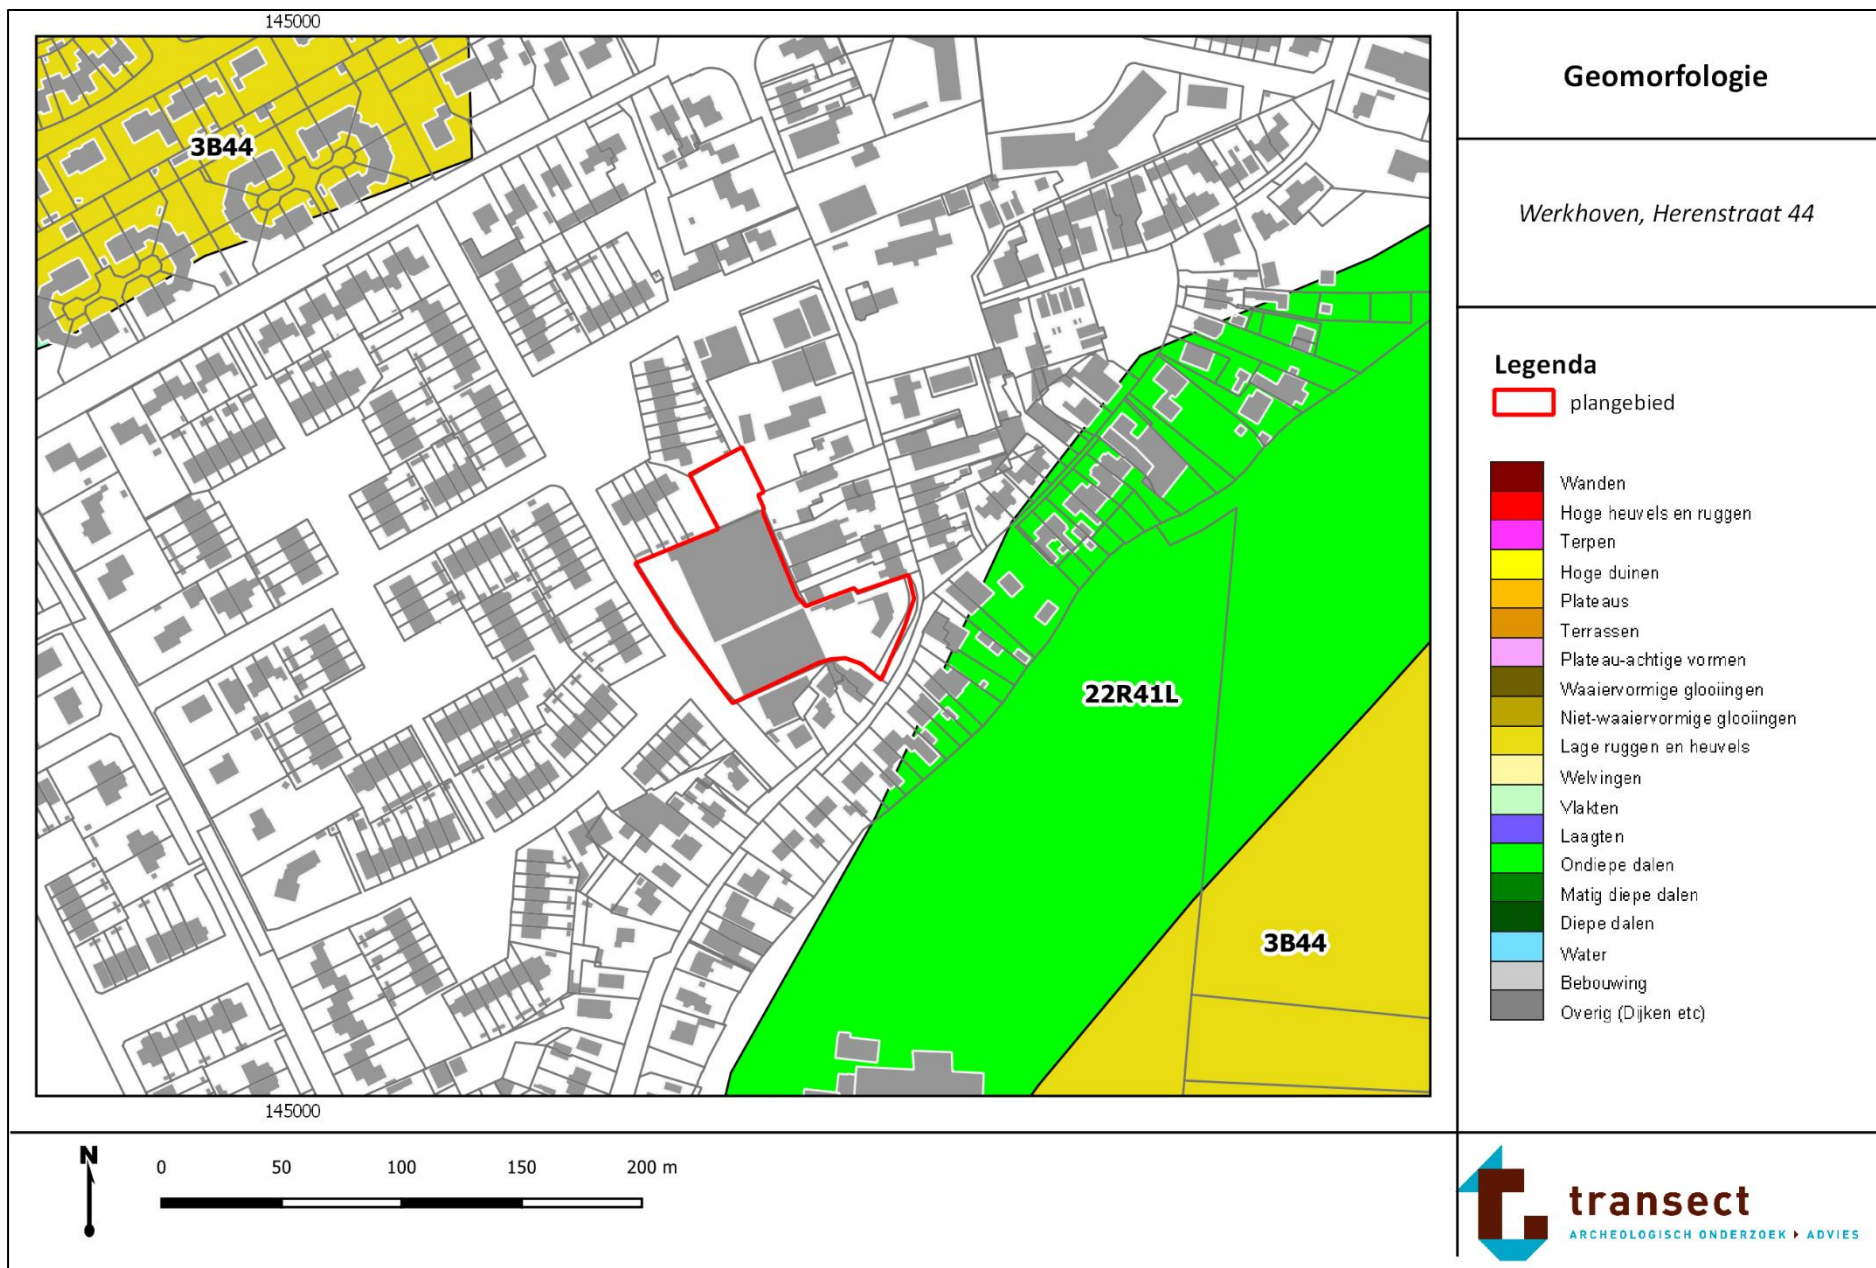 145000
3B44
22R41L
3B44
145000
N
0 50 100 150 200 m
Geomorfologie
Werkhoven, Herenstraat 44
Legenda
plangebied
Wanden
Hoge heuvels en ruggen
Terpen
Hoge duinen
Plateaus
Terrassen
Plateau-achtige vormen
Waaiervormige glooiingen
Niet-waaiervormige glooiingen
Lage ruggen en heuvels
Welvingen
Vlakten
Laagten
Ondiepe dalen
Matig diepe dalen
Diepe dalen
Water
Bebouwing
Overig (Dijken etc)
transect
ARCHEOLOGISCH ONDERZOEK ▸ ADVIES